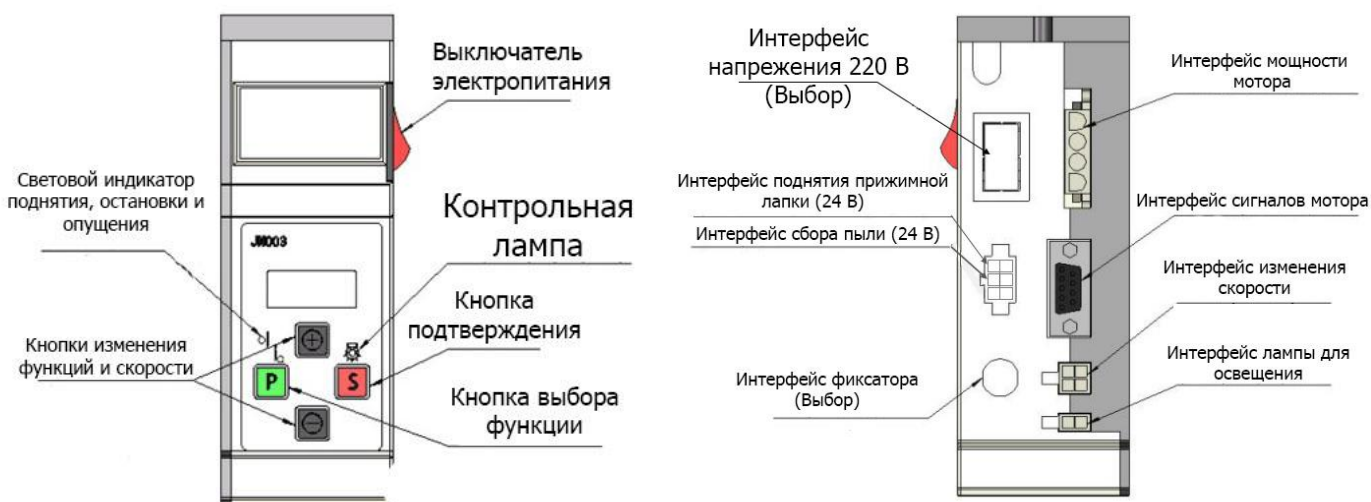 Выключатель
электропитания
Световой индикатор
поднятия, остановки и
опущения
Контрольная
лампа
JM003
Кнопка
подтверждения
Кнопки изменения
функций и скорости
P
S
Кнопка выбора
функции
Интерфейс
напрежения 220 В
(Выбор)
Интерфейс мощности
мотора
Интерфейс поднятия прижимной
лапки (24 В)
Интерфейс сбора пыли (24 В)
Интерфейс сигналов мотора
Интерфейс изменения
скорости
Интерфейс лампы для
освещения
Интерфейс фиксатора
(Выбор)